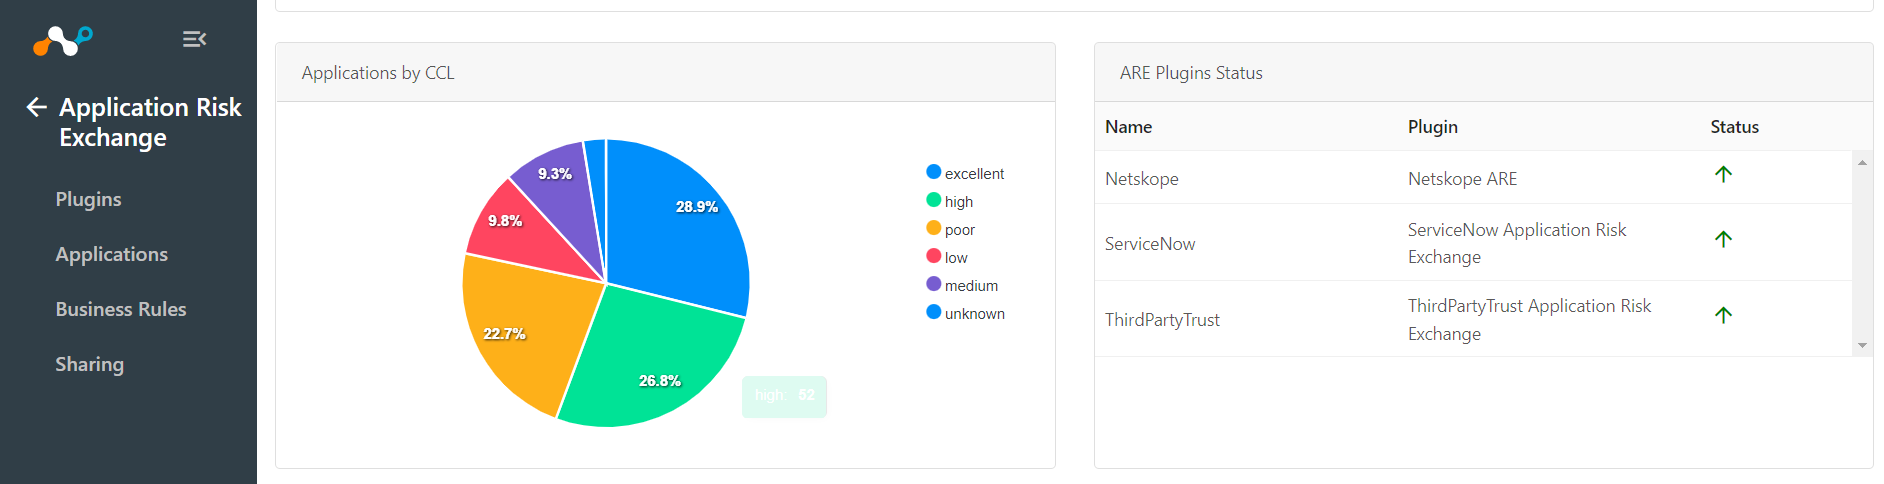 Application Risk
Exchange
Plugins
Applications
Business Rules
Sharing
Applications by CCL
9.3%
28.9%
9.8%
22.7%
26.8%
high: 52
excellent
high
poor
low
medium
unknown
ARE Plugins Status
Name Plugin Status
Netskope Netskope ARE
ServiceNow ServiceNow Application Risk
Exchange
ThirdPartyTrust ThirdPartyTrust Application Risk
Exchange